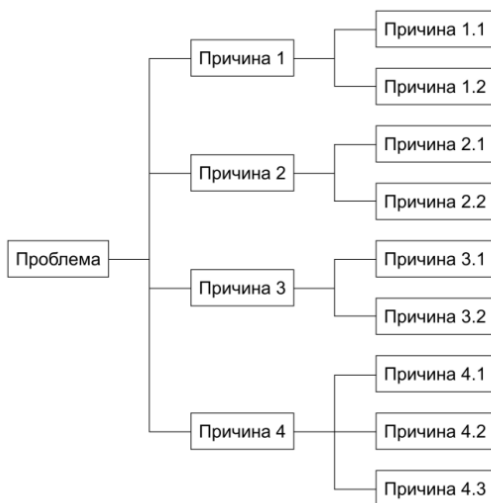 Проблема
Причина 1
Причина 1.1
Причина 1.2
Причина 2
Причина 2.1
Причина 2.2
Причина 3
Причина 3.1
Причина 3.2
Причина 4
Причина 4.1
Причина 4.2
Причина 4.3